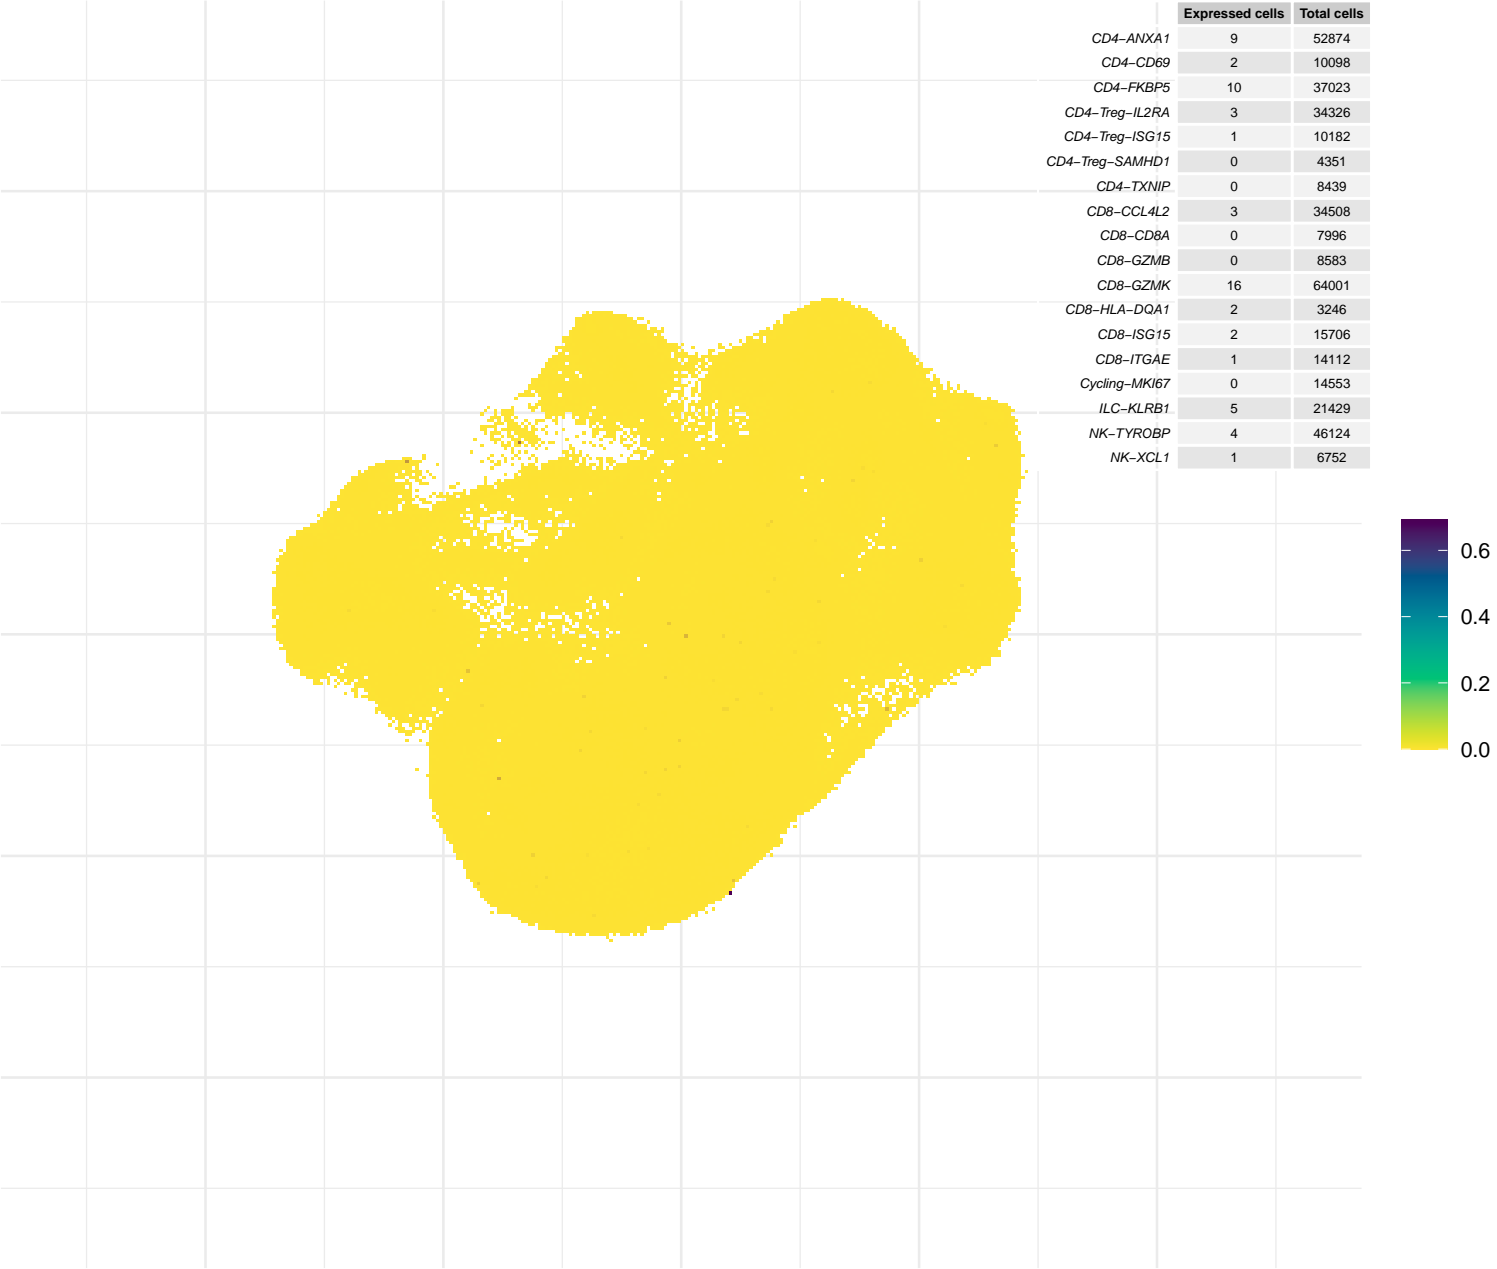 Expressed cells Total cells
CD4−ANXA1 9 52874
CD4−CD69 2 10098
CD4−FKBP5 10 37023
CD4−Treg−IL2RA 3 34326
CD4−Treg−ISG15 1 10182
CD4−Treg−SAMHD1 0 4351
CD4−TXNIP 0 8439
CD8−CCL4L2 3 34508
CD8−CD8A 0 7996
CD8−GZMB 0 8583
CD8−GZMK 16 64001
CD8−HLA−DQA1 2 3246
CD8−ISG15 2 15706
CD8−ITGAE 1 14112
Cycling−MKI67 0 14553
ILC−KLRB1 5 21429
NK−TYROBP 4 46124
NK−XCL1 1 6752
0.6
0.4
0.2
0.0